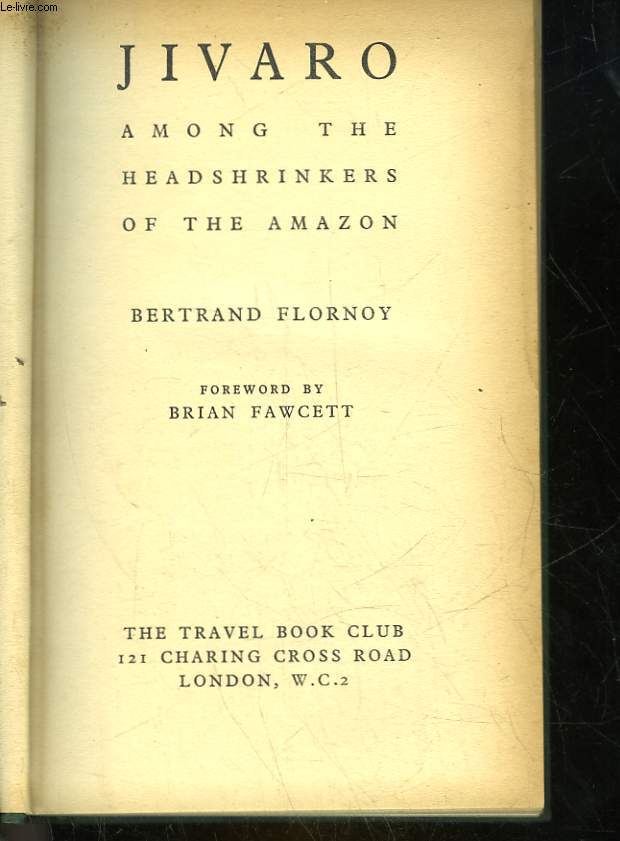 Le-livre.com
JIVARO
AMONG THE
HEADSHRINKERS
OF THE AMAZON
BERTRAND FLORNOY
FOREWORD BY
BRIAN FAWCETT
THE TRAVEL BOOK CLUB
121 CHARING CROSS ROAD
LONDON, W.C.2